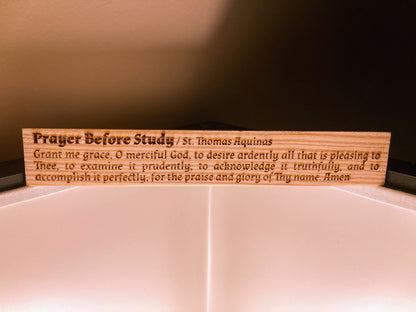 Prayer Before Study / St. Thomas Aquinas
Grant me grace, O merciful God, to desire ardently all that is pleasing to
Thee, to examine it prudently, to acknowledge it truthfully, and to
accomplish it perfectly, for the praise and glory of Thy name. Amen